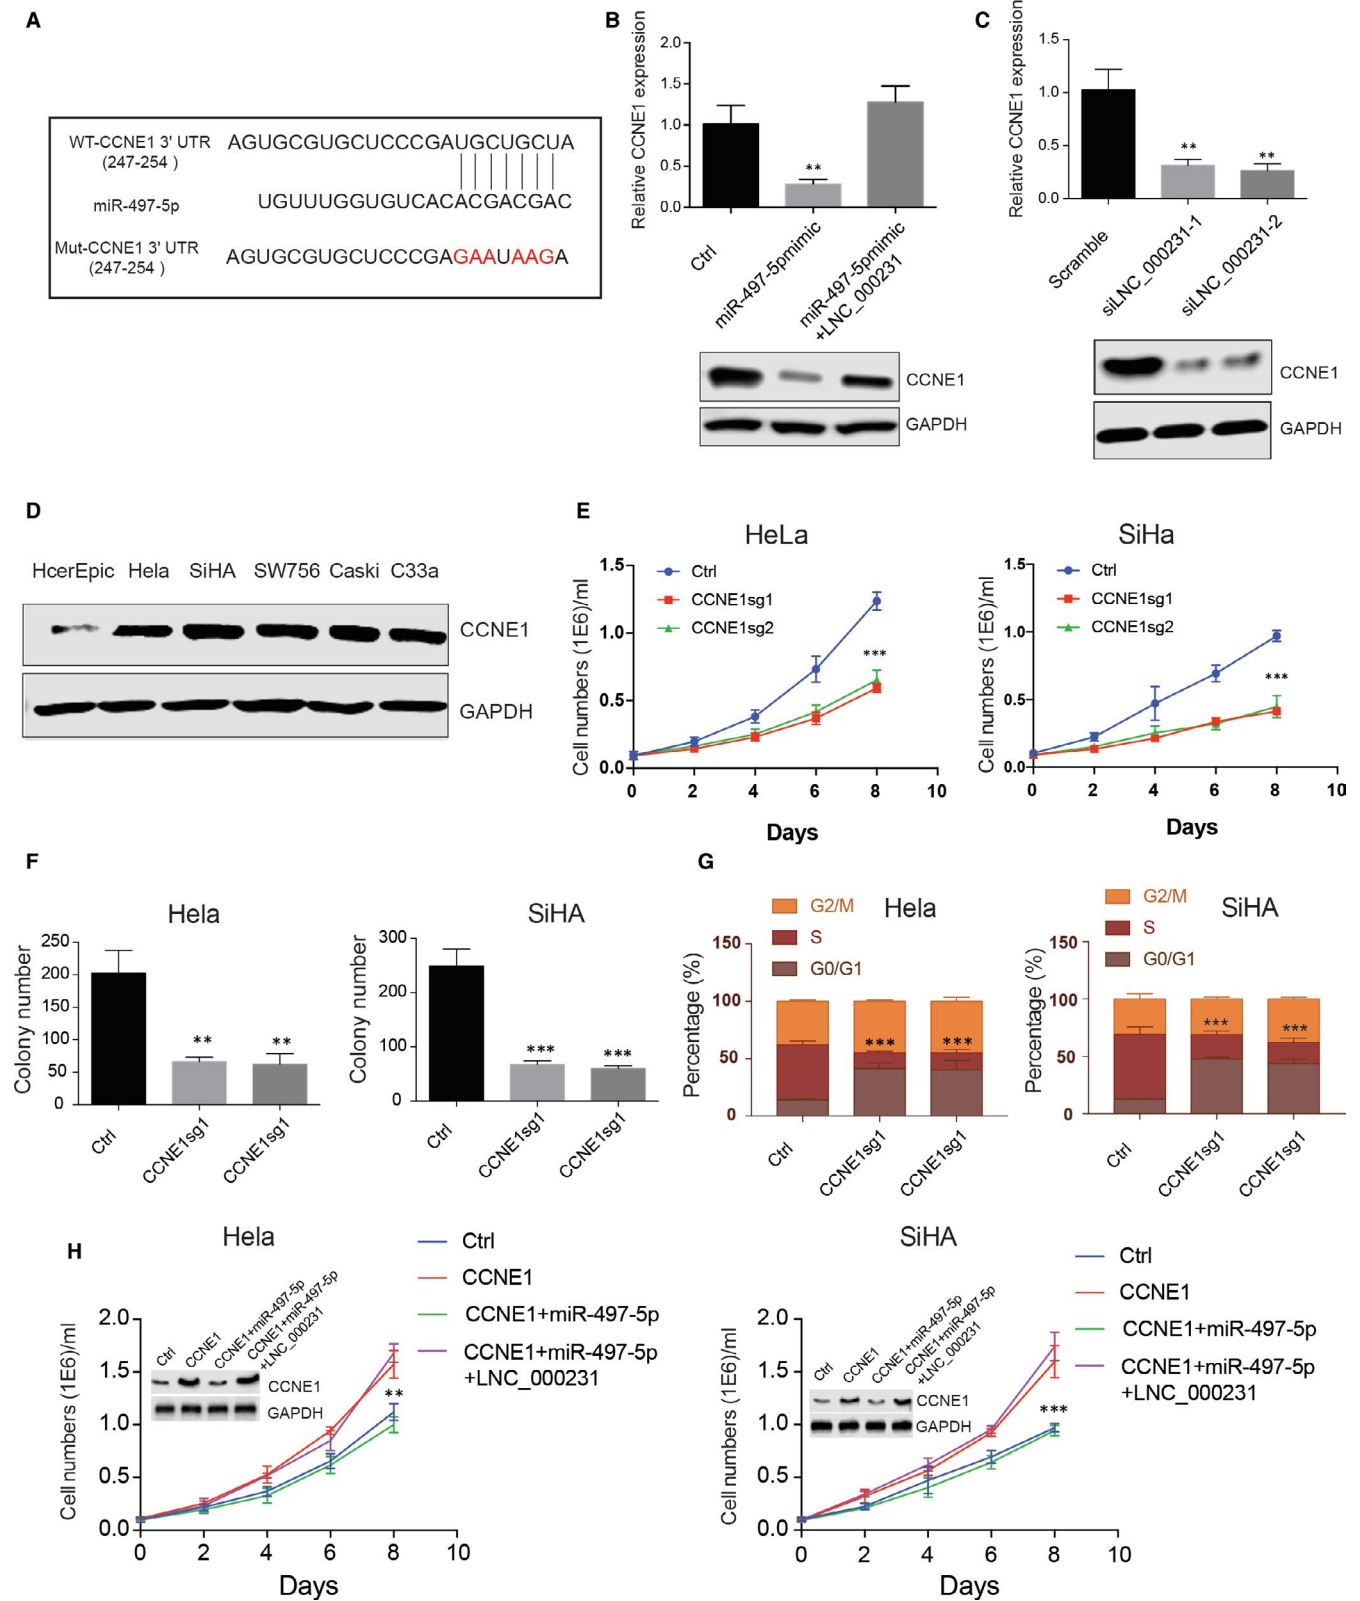 A
WT-CCNE1 3' UTR
(247-254 )
AGUGCGUGCUCCCGAUGCUGCUA
miR-497-5p
UGUUUGGUGUCACACGACGAC
Mut-CCNE1 3' UTR
(247-254 )
AGUGCGUGCUCCCGAGAAUAAGA
B
Relative CCNE1 expression
2.0
1.5
1.0
0.5
0.0
**
Ctrl
miR-497-5pmimic
miR-497-5pmimic
+LNC_000231
CCNE1
GAPDH
C
Relative CCNE1 expression
1.5
1.0
0.5
0.0
**
**
Scramble
siLNC_000231-1
siLNC_000231-2
CCNE1
GAPDH
D
HcerEpic Hela SiHA SW756 Caski C33a
CCNE1
GAPDH
E
HeLa
Cell numbers (1E6)/ml
1.5
1.0
0.5
0.0
Ctrl
CCNE1sg1
CCNE1sg2
***
0 2 4 6 8 10
Days
SiHa
Cell numbers (1E6)/ml
1.5
1.0
0.5
0.0
Ctrl
CCNE1sg1
CCNE1sg2
***
0 2 4 6 8 10
Days
F
Hela
Colony number
250
200
150
100
50
0
**
**
Ctrl
CCNE1sg1
CCNE1sg1
SiHA
Colony number
300
200
100
0
***
***
Ctrl
CCNE1sg1
CCNE1sg1
G
G2/M
S
G0/G1
Hela
Percentage (%)
150
100
50
0
***
***
Ctrl
CCNE1sg1
CCNE1sg1
G2/M
S
G0/G1
SiHA
Percentage (%)
150
100
50
0
***
***
Ctrl
CCNE1sg1
CCNE1sg1
H
Hela
Ctrl
CCNE1
CCNE1+miR-497-5p
CCNE1+miR-497-5p
+LNC_000231
Cell numbers (1E6)/ml
2.0
1.5
1.0
0.5
0.0
Ctrl
CCNE1
CCNE1+miR-497-5p
CCNE1+miR-497-5p
+LNC_000231
CCNE1
GAPDH
**
0 2 4 6 8 10
Days
SiHA
Ctrl
CCNE1
CCNE1+miR-497-5p
CCNE1+miR-497-5p
+LNC_000231
Cell numbers (1E6)/ml
2.0
1.5
1.0
0.5
0.0
Ctrl
CCNE1
CCNE1+miR-497-5p
CCNE1+miR-497-5p
+LNC_000231
CCNE1
GAPDH
***
0 2 4 6 8 10
Days